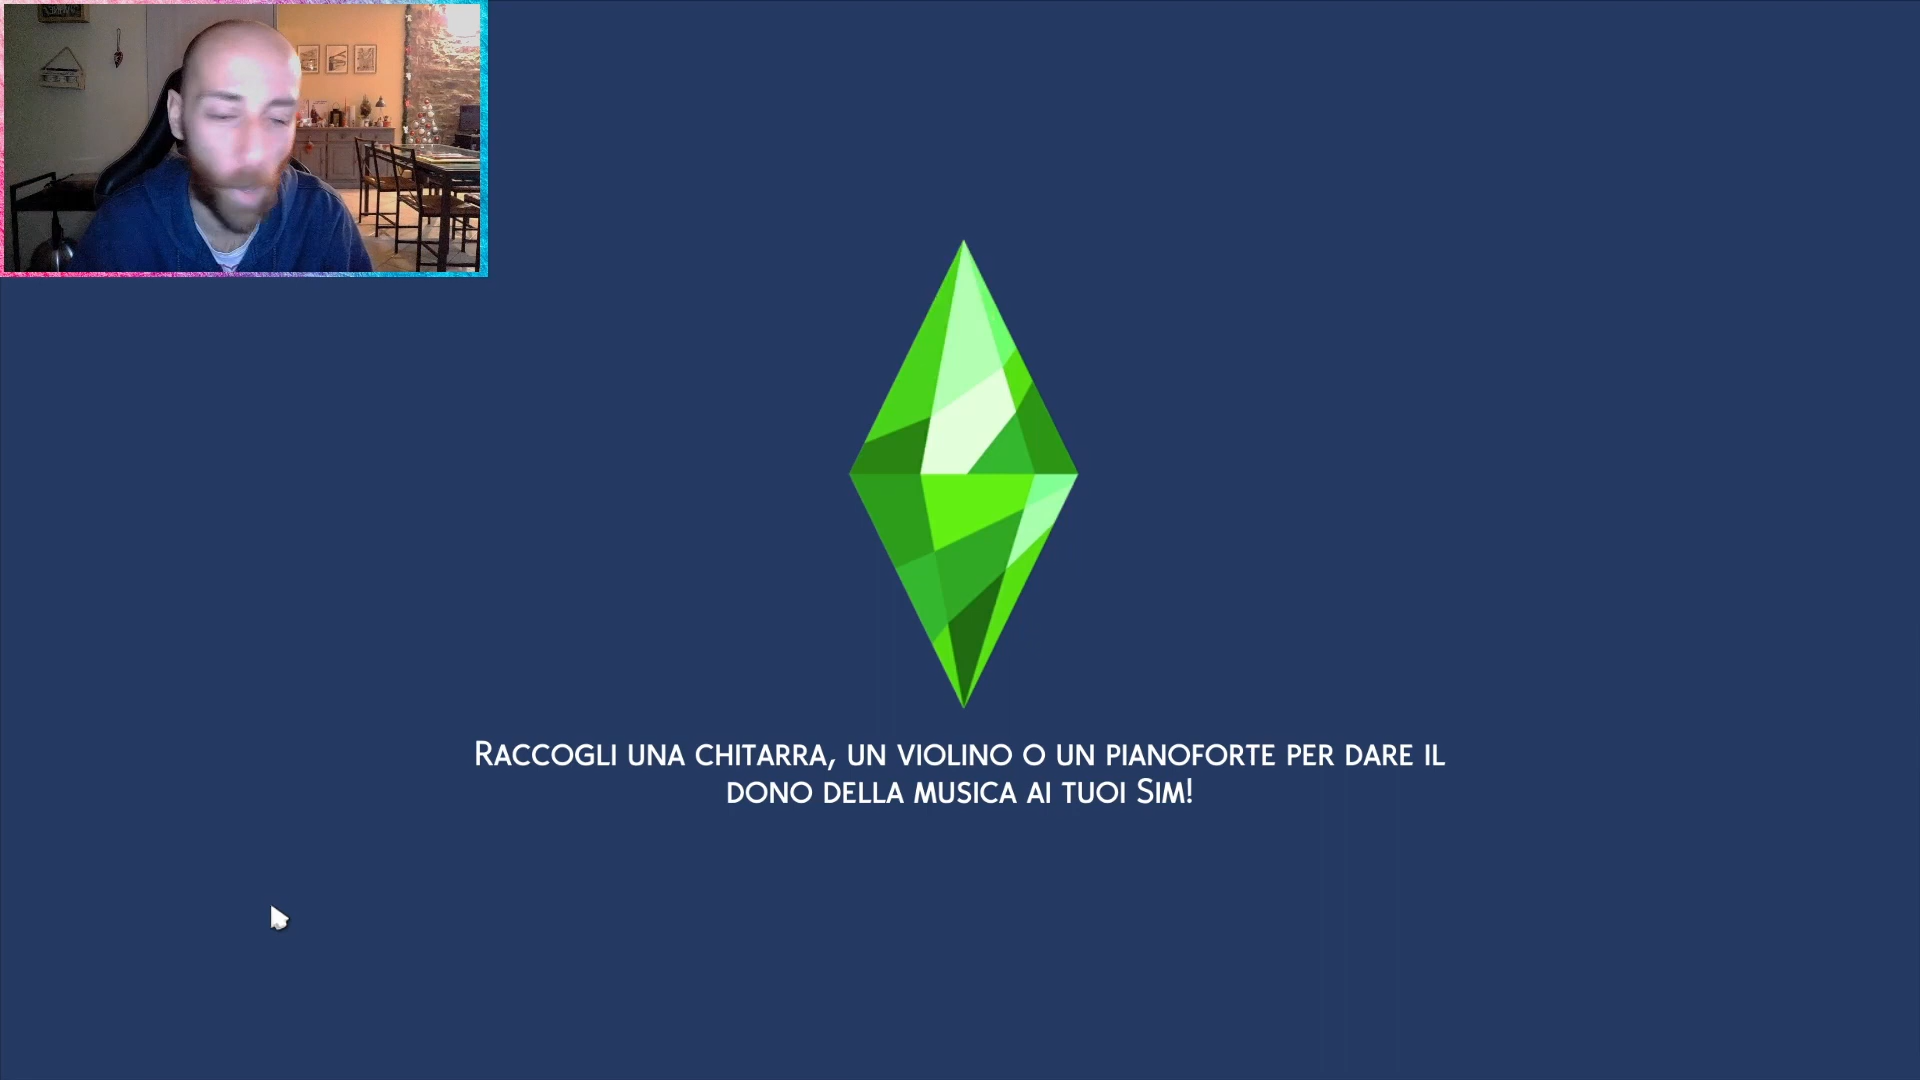 Raccogli una chitarra, un violino o un pianoforte per dare il
dono della musica ai tuoi Sim!